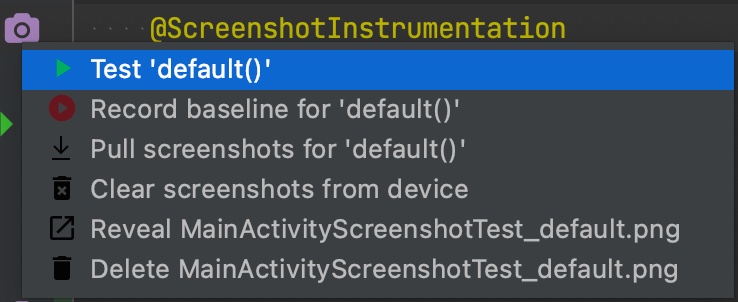 @ScreenshotInstrumentation
Test 'default()'
Record baseline for 'default()'
Pull screenshots for 'default()'
Clear screenshots from device
Reveal MainActivityScreenshotTest_default.png
Delete MainActivityScreenshotTest_default.png